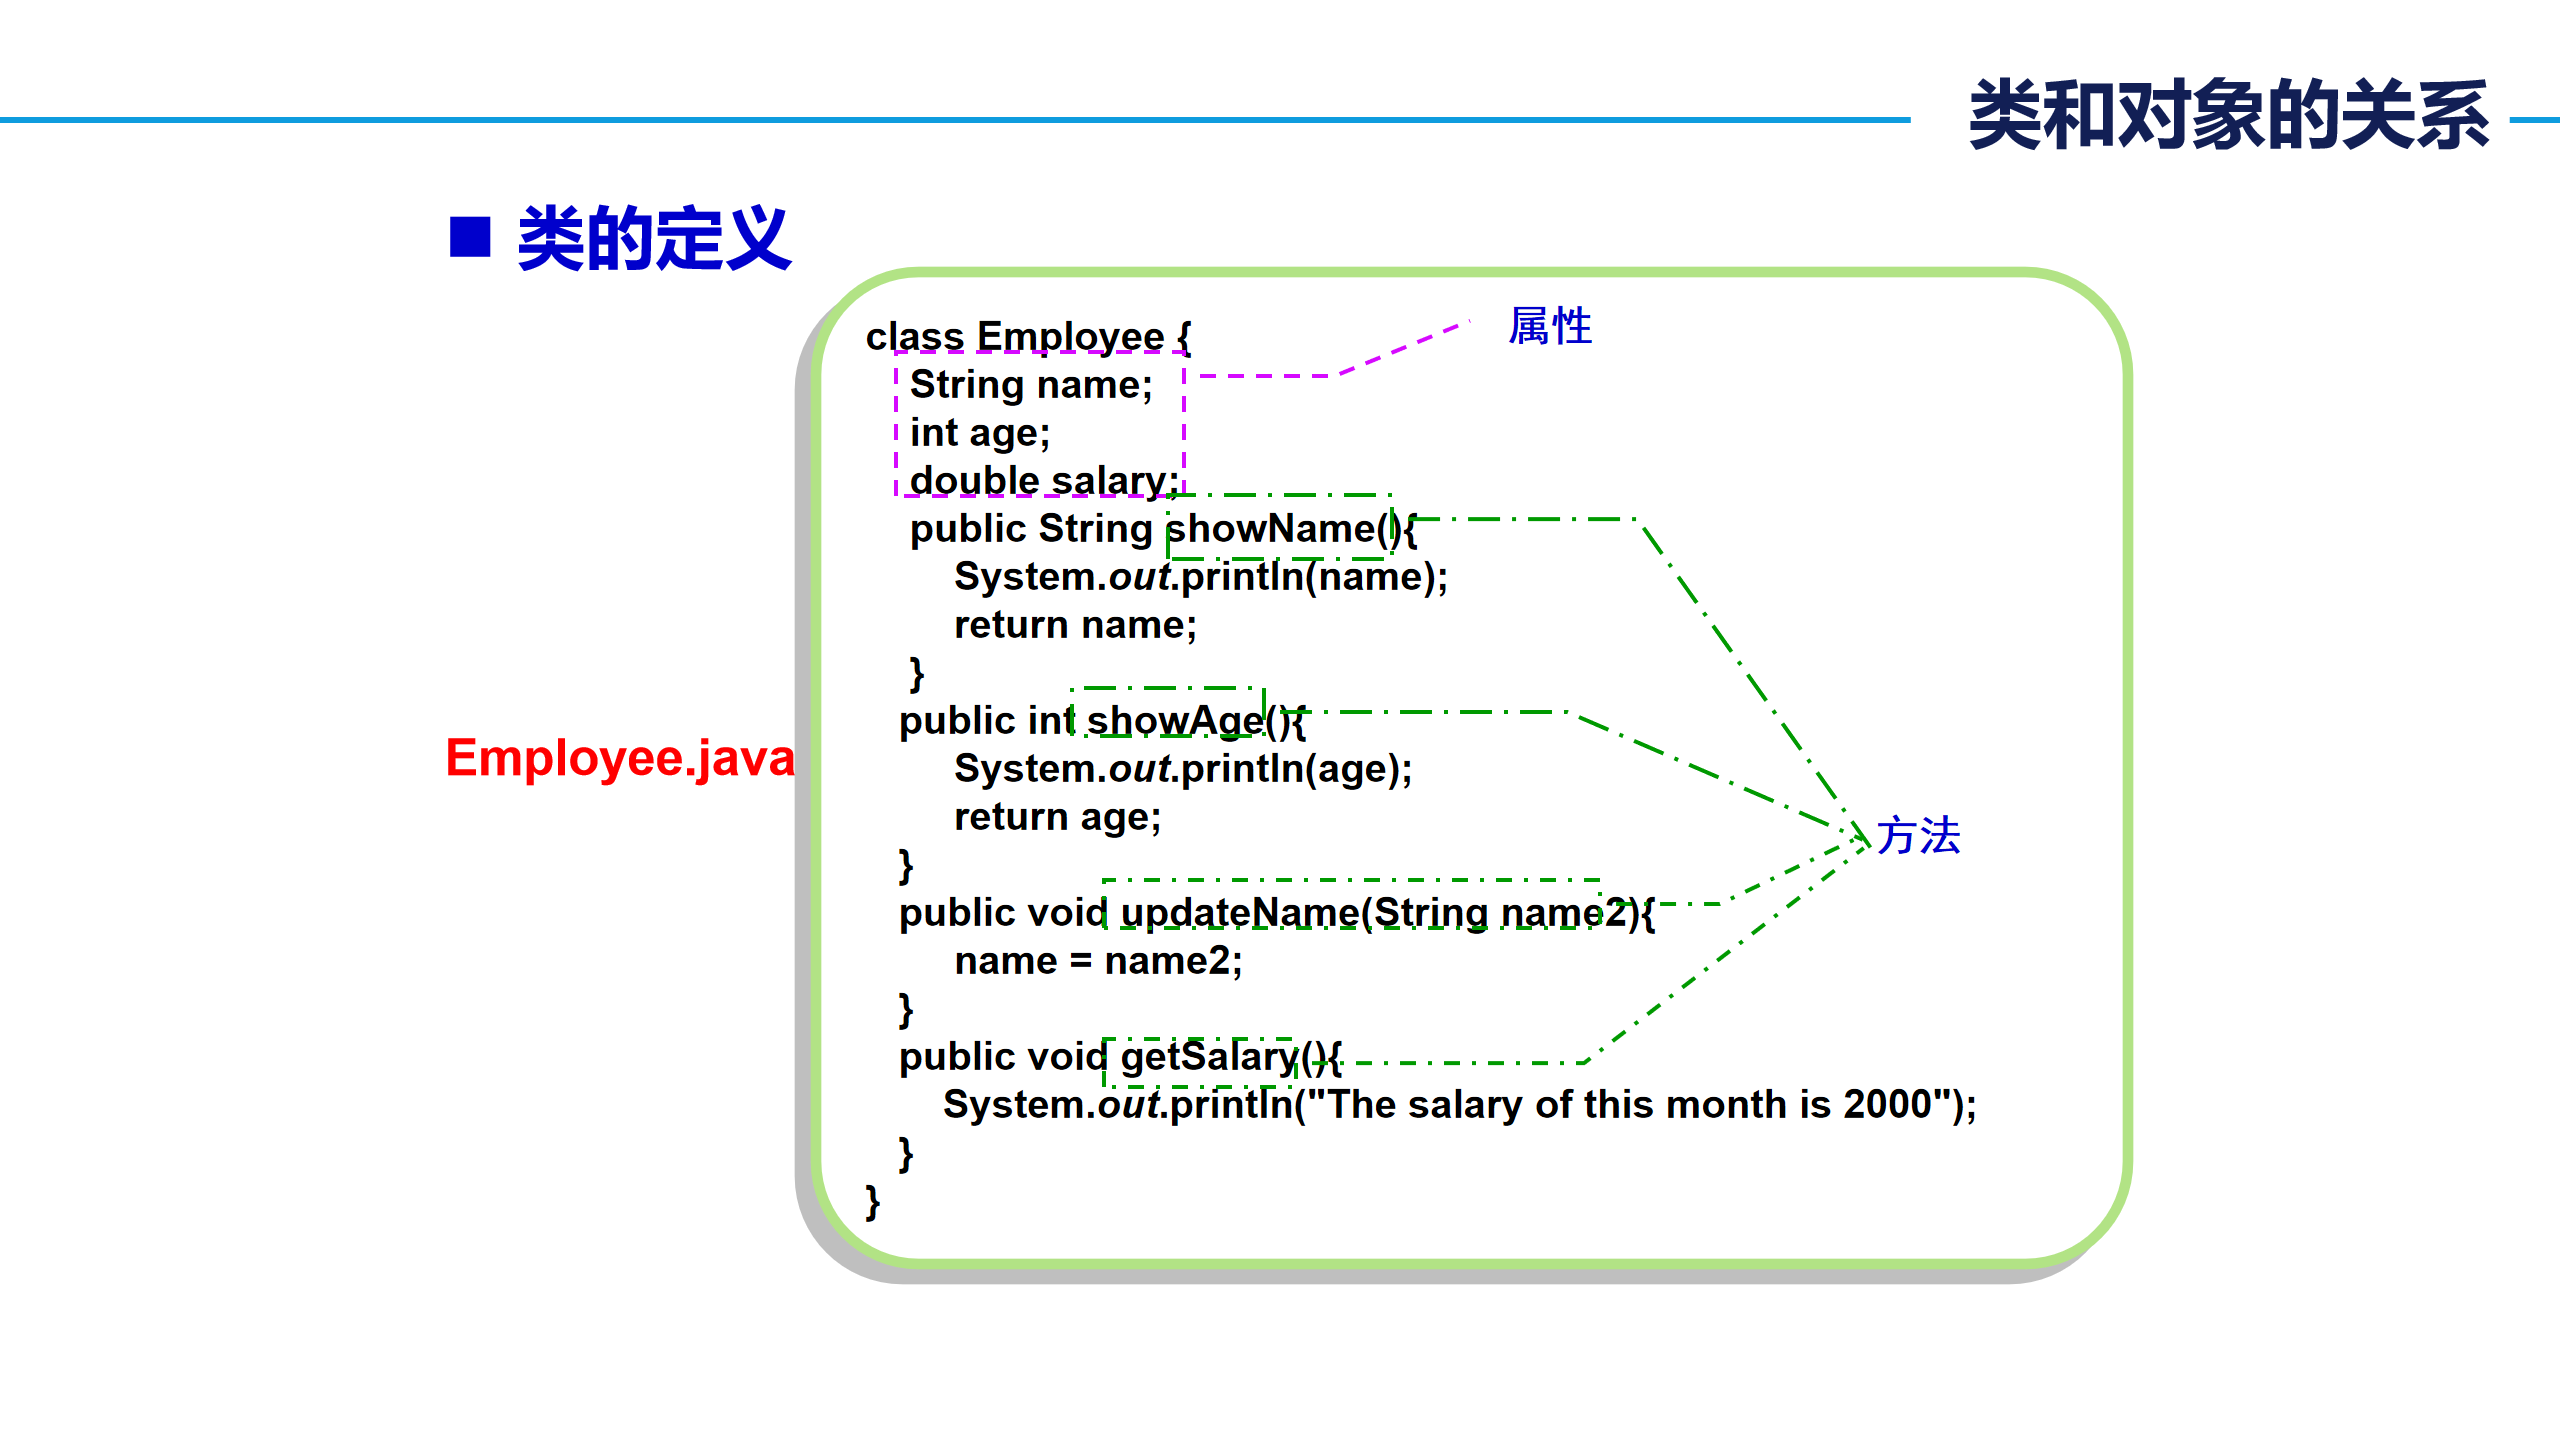 类和对象的关系
■ 类的定义
属性
class Employee {
String name;
int age;
double salary;
public String showName(){
System.out.println(name);
return name;
}
public int showAge(){
System.out.println(age);
return age;
}
public void updateName(String name2){
name = name2;
}
public void getSalary(){
System.out.println("The salary of this month is 2000");
}
}
Employee.java
方法